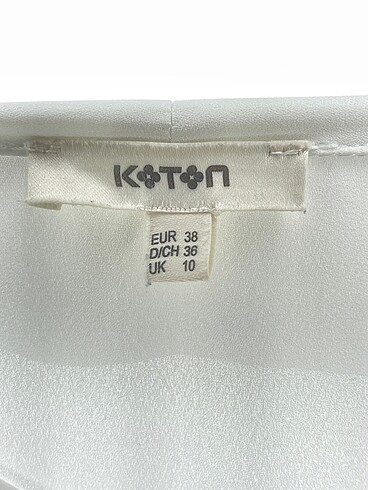 KOTON
EUR 38
D/CH 36
UK 10